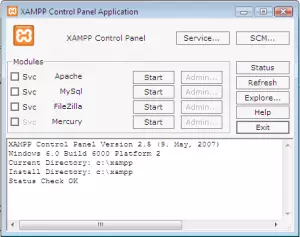 XAMPP Control Panel Application
XAMPP Control Panel
Service...
SCM...
Modules
Status
Svc Apache Start Admin...
Refresh
Svc MySql Start Admin...
Explore...
Svc FileZilla Start Admin...
Help
Svc Mercury Start Admin...
Exit
XAMPP Control Panel Version 2.5 (9. May, 2007)
Windows 6.0 Build 6000 Platform 2
Current Directory: c:\xampp
Install Directory: c:\xampp
Status Check OK